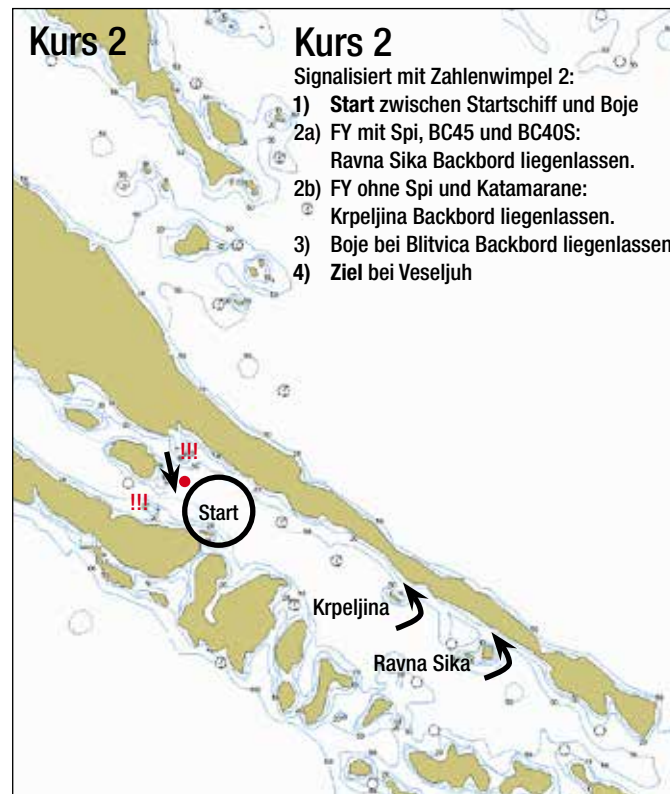 Kurs 2
Kurs 2
Signalisiert mit Zahlenwimpel 2:
1) Start zwischen Startschiff und Boje
2a) FY mit Spi, BC45 und BC40S:
Ravna Sika Backbord liegenlassen.
2b) FY ohne Spi und Katamarane:
Krpeljina Backbord liegenlassen.
3) Boje bei Blitvica Backbord liegenlassen
4) Ziel bei Veseljuh
!!!
!!!
Start
Krpeljina
Ravna Sika